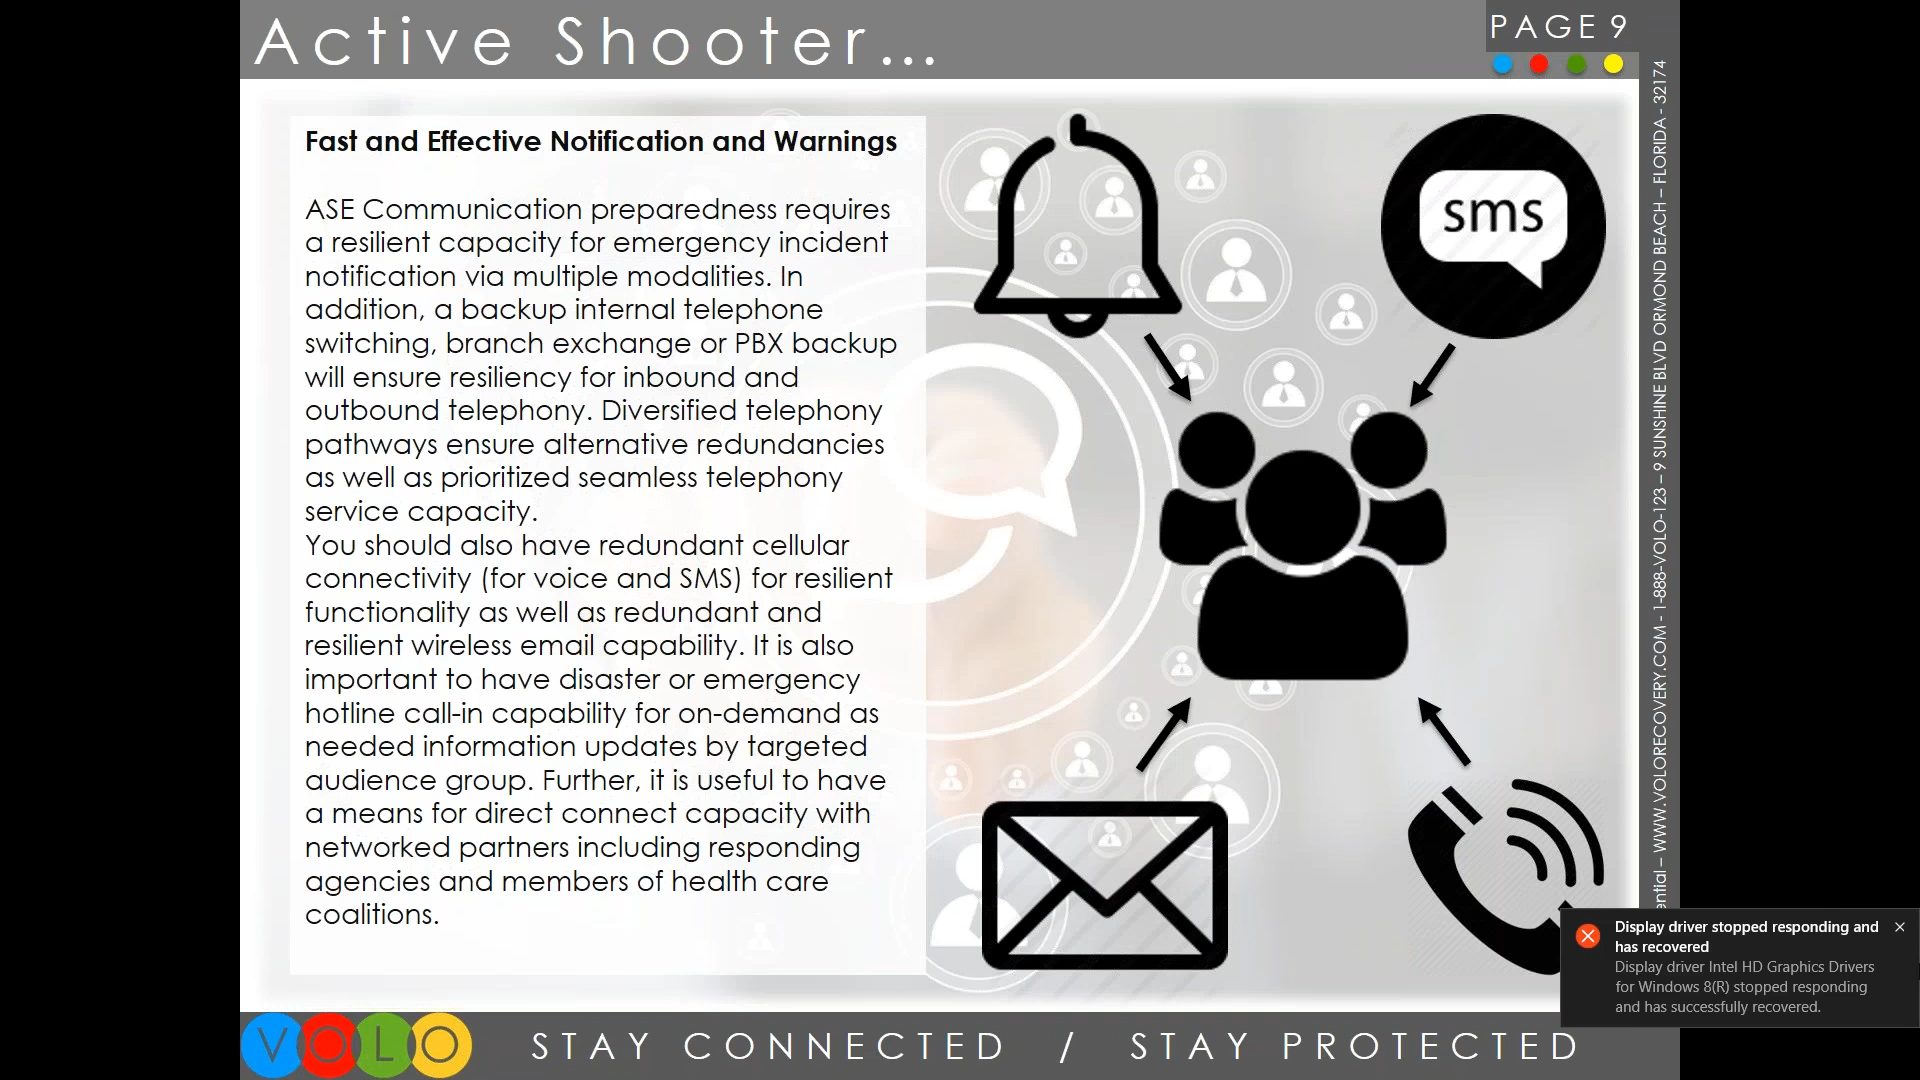 Active Shooter...
PAGE 9
Fast and Effective Notification and Warnings
ASE Communication preparedness requires
a resilient capacity for emergency incident
notification via multiple modalities. In
addition, a backup internal telephone
switching, branch exchange or PBX backup
will ensure resiliency for inbound and
outbound telephony. Diversified telephony
pathways ensure alternative redundancies
as well as prioritized seamless telephony
service capacity.
You should also have redundant cellular
connectivity (for voice and SMS) for resilient
functionality as well as redundant and
resilient wireless email capability. It is also
important to have disaster or emergency
hotline call-in capability for on-demand as
needed information updates by targeted
audience group. Further, it is useful to have
a means for direct connect capacity with
networked partners including responding
agencies and members of health care
coalitions.
sms
ential – WWW.VOLORECOVERY.COM - 1-888-VOLO-123 – 9 SUNSHINE BLVD ORMOND BEACH – FLORIDA - 32174
Display driver stopped responding and
has recovered
Display driver Intel HD Graphics Drivers
for Windows 8(R) stopped responding
and has successfully recovered.
VOLO
STAY CONNECTED / STAY PROTECTED